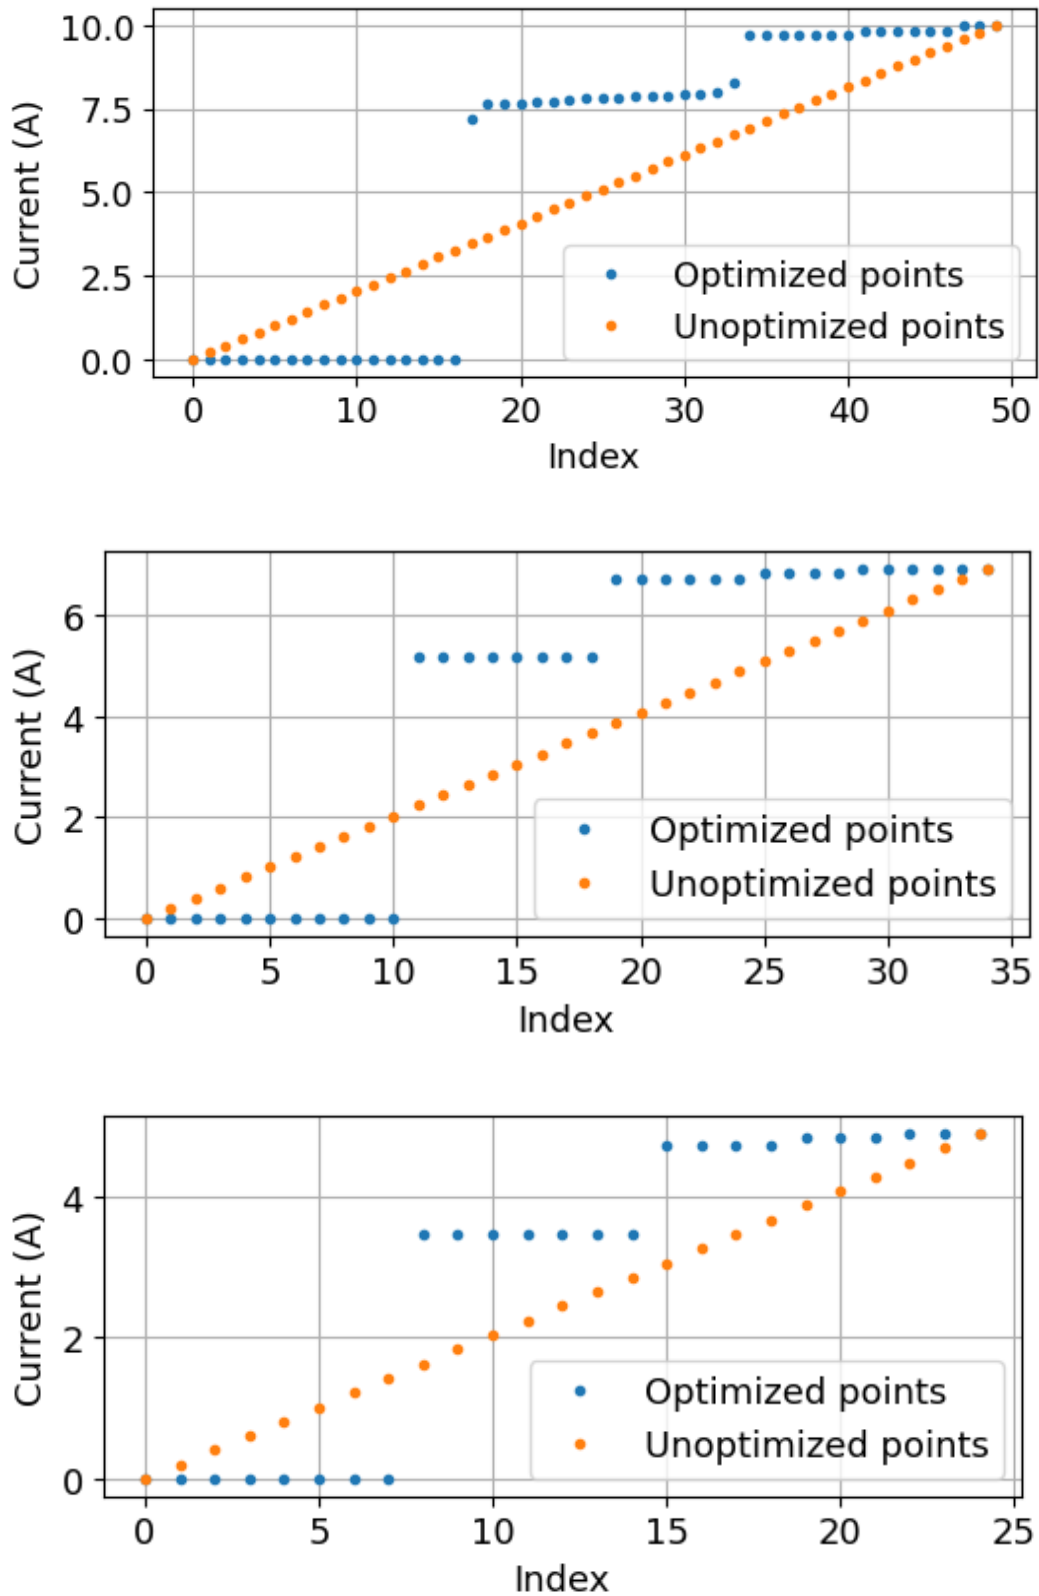 10.0
7.5
5.0
2.5
0.0
Current (A)
Optimized points
Unoptimized points
0 10 20 30 40 50
Index
6
4
2
0
Current (A)
Optimized points
Unoptimized points
0 5 10 15 20 25 30 35
Index
4
2
0
Current (A)
Optimized points
Unoptimized points
0 5 10 15 20 25
Index